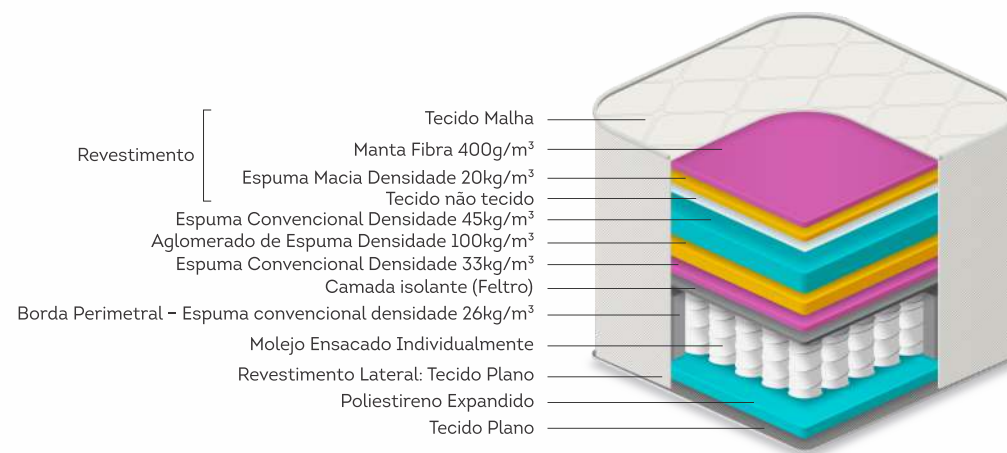 Tecido Malha
Revestimento
Manta Fibra 400g/m³
Espuma Macia Densidade 20kg/m³
Tecido não tecido
Espuma Convencional Densidade 45kg/m³
Aglomerado de Espuma Densidade 100kg/m³
Espuma Convencional Densidade 33kg/m³
Camada isolante (Feltro)
Borda Perimetral – Espuma convencional densidade 26kg/m³
Molejo Ensacado Individualmente
Revestimento Lateral: Tecido Plano
Poliestireno Expandido
Tecido Plano